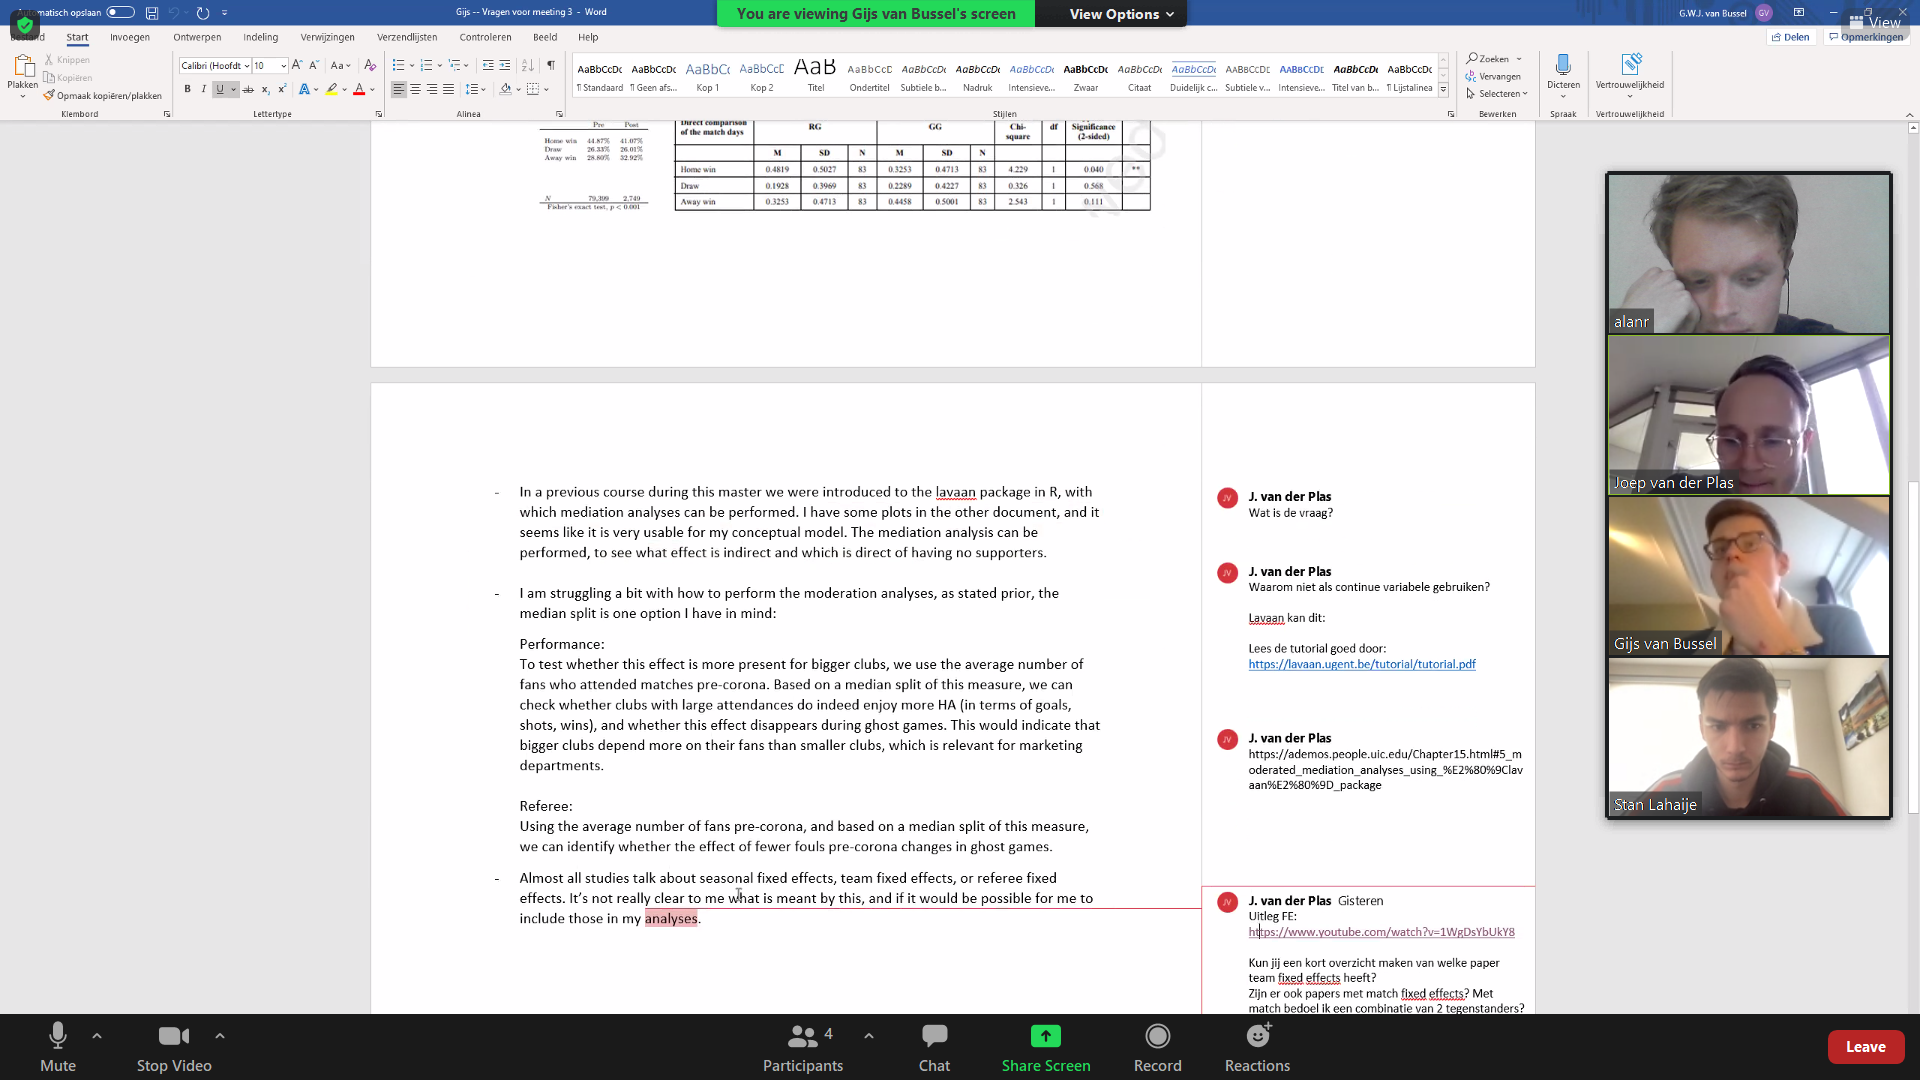 Automatisch opslaan
Gijs -- Vragen voor meeting 3 - Word
You are viewing Gijs van Bussel's screen
View Options
G.W.J. van Bussel
GV
View
Bestand Start Invoegen Ontwerpen Indeling Verwijzingen Verzendlijsten Controleren Beeld Help
Delen
Opmerkingen
Plakken
Knippen
Kopiëren
Opmaak kopiëren/plakken
Klembord
Calibri (Hoofdt 10
Lettertype
Alinea
AaBbCcDc AaBbCcDc AaBbCc AaBbCcD AaB AaBbCcD AaBbCcDc AaBbCcDc AaBbCcDc AaBbCcDc AaBbCcDc AaBbCcDc AABBCCDC AABBCCDC AaBbCcDc AaBbCcDc
¶ Standaard ¶ Geen afs... Kop 1 Kop 2 Titel Ondertitel Subtiele b... Nadruk Intensieve... Zwaar Citaat Duidelijk c... Subtiele v... Intensieve... Titel van b... ¶ Lijstalinea
Stijlen
Zoeken
Vervangen
Selecteren
Bewerken
Dicteren
Spraak
Vertrouwelijkheid
Vertrouwelijkheid
Pre Post
Home win 44.87% 41.07%
Draw 26.33% 26.01%
Away win 28.80% 32.92%
N 79,399 2,749
Fisher's exact test, p < 0.001
Direct comparison of the match days RG GG Chi-square df Significance (2-sided)
M SD N M SD N
Home win 0.4819 0.5027 83 0.3253 0.4713 83 4.229 1 0.040 **
Draw 0.1928 0.3969 83 0.2289 0.4227 83 0.326 1 0.568
Away win 0.3253 0.4713 83 0.4458 0.5001 83 2.543 1 0.111
- In a previous course during this master we were introduced to the lavaan package in R, with
which mediation analyses can be performed. I have some plots in the other document, and it
seems like it is very usable for my conceptual model. The mediation analysis can be
performed, to see what effect is indirect and which is direct of having no supporters.
- I am struggling a bit with how to perform the moderation analyses, as stated prior, the
median split is one option I have in mind:
Performance:
To test whether this effect is more present for bigger clubs, we use the average number of
fans who attended matches pre-corona. Based on a median split of this measure, we can
check whether clubs with large attendances do indeed enjoy more HA (in terms of goals,
shots, wins), and whether this effect disappears during ghost games. This would indicate that
bigger clubs depend more on their fans than smaller clubs, which is relevant for marketing
departments.
Referee:
Using the average number of fans pre-corona, and based on a median split of this measure,
we can identify whether the effect of fewer fouls pre-corona changes in ghost games.
- Almost all studies talk about seasonal fixed effects, team fixed effects, or referee fixed
effects. It's not really clear to me what is meant by this, and if it would be possible for me to
include those in my analyses.
JV J. van der Plas
Wat is de vraag?
JV J. van der Plas
Waarom niet als continue variabele gebruiken?
Lavaan kan dit:
Lees de tutorial goed door:
https://lavaan.ugent.be/tutorial/tutorial.pdf
JV J. van der Plas
https://ademos.people.uic.edu/Chapter15.html#5_m
oderated_mediation_analyses_using_%E2%80%9Clav
aan%E2%80%9D_package
JV J. van der Plas Gisteren
Uitleg FE:
https://www.youtube.com/watch?v=1WgDsYbUkY8
Kun jij een kort overzicht maken van welke paper
team fixed effects heeft?
Zijn er ook papers met match fixed effects? Met
match bedoel ik een combinatie van 2 tegenstanders?
alanr
Joep van der Plas
Gijs van Bussel
Stan Lahaije
Mute
Stop Video
Participants 4
Chat
Share Screen
Record
Reactions
Leave